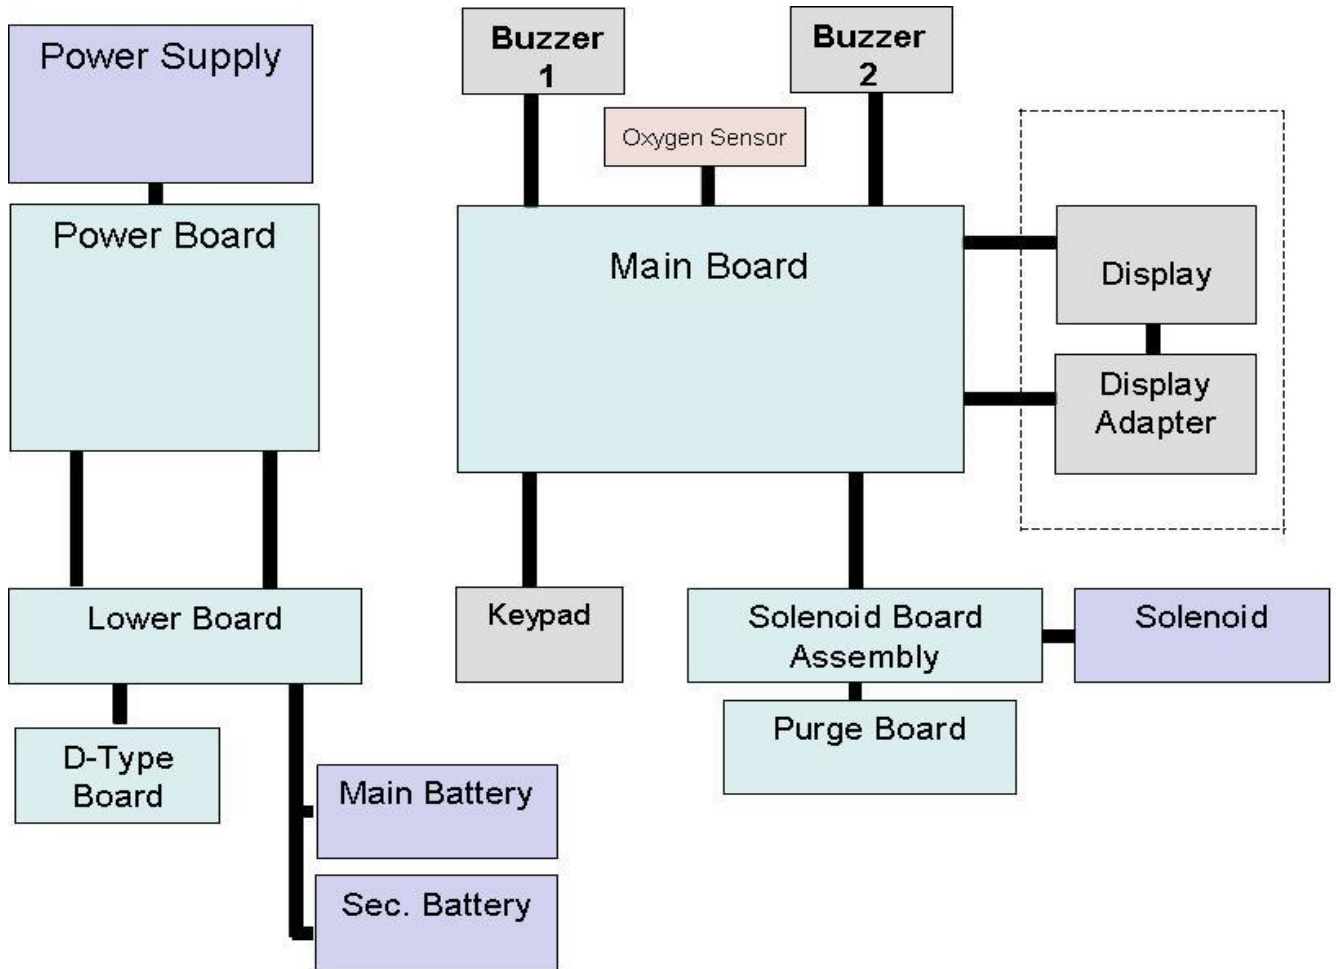 Power Supply
Buzzer
1
Buzzer
2
Oxygen Sensor
Power Board
Main Board
Display
Display
Adapter
Lower Board
Keypad
Solenoid Board
Assembly
Solenoid
D-Type
Board
Purge Board
Main Battery
Sec. Battery